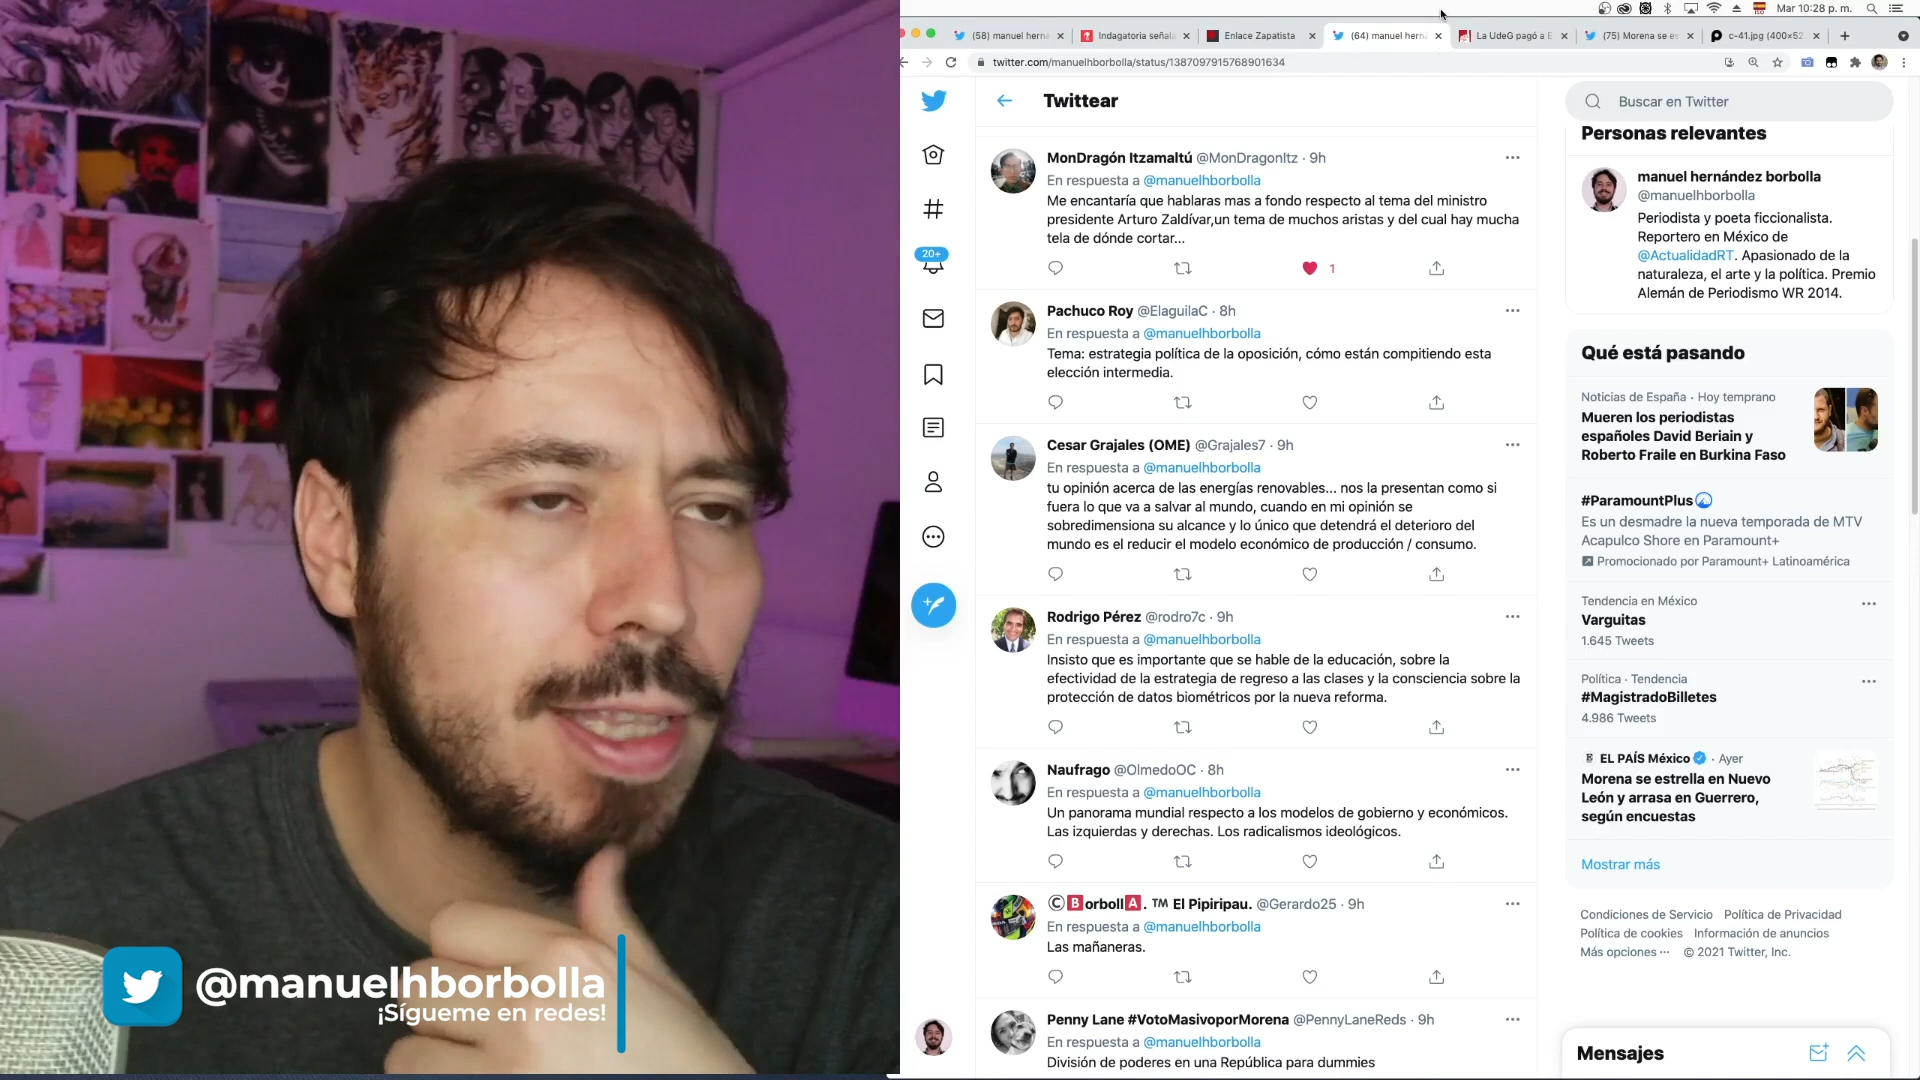 Mar 10:28 p. m.
(58) manuel hern
Indagatoria señala
Enlace Zapatista
(64) manuel hern
La UdeG pagó a E
(75) Morena se es
c-41.jpg (400×52
twitter.com/manuelhborbolla/status/1387097915768901634
Twittear
Buscar en Twitter
20+
MonDragón Itzamaltú @MonDragonItz · 9h
En respuesta a @manuelhborbolla
Me encantaría que hablaras mas a fondo respecto al tema del ministro
presidente Arturo Zaldívar,un tema de muchos aristas y del cual hay mucha
tela de dónde cortar...
1
Pachuco Roy @ElaguilaC · 8h
En respuesta a @manuelhborbolla
Tema: estrategia política de la oposición, cómo están compitiendo esta
elección intermedia.
Cesar Grajales (OME) @Grajales7 · 9h
En respuesta a @manuelhborbolla
tu opinión acerca de las energías renovables... nos la presentan como si
fuera lo que va a salvar al mundo, cuando en mi opinión se
sobredimensiona su alcance y lo único que detendrá el deterioro del
mundo es el reducir el modelo económico de producción / consumo.
Rodrigo Pérez @rodro7c · 9h
En respuesta a @manuelhborbolla
Insisto que es importante que se hable de la educación, sobre la
efectividad de la estrategia de regreso a las clases y la consciencia sobre la
protección de datos biométricos por la nueva reforma.
Naufrago @OlmedoOC · 8h
En respuesta a @manuelhborbolla
Un panorama mundial respecto a los modelos de gobierno y económicos.
Las izquierdas y derechas. Los radicalismos ideológicos.
©🅱orboll🅰. ™ El Pipiripau. @Gerardo25 · 9h
En respuesta a @manuelhborbolla
Las mañaneras.
Penny Lane #VotoMasivoporMorena @PennyLaneReds · 9h
En respuesta a @manuelhborbolla
División de poderes en una República para dummies
Personas relevantes
manuel hernández borbolla
@manuelhborbolla
Periodista y poeta ficcionalista.
Reportero en México de
@ActualidadRT. Apasionado de la
naturaleza, el arte y la política. Premio
Alemán de Periodismo WR 2014.
Qué está pasando
Noticias de España · Hoy temprano
Mueren los periodistas
españoles David Beriain y
Roberto Fraile en Burkina Faso
#ParamountPlus
Es un desmadre la nueva temporada de MTV
Acapulco Shore en Paramount+
Promocionado por Paramount+ Latinoamérica
Tendencia en México
Varguitas
1.645 Tweets
Política · Tendencia
#MagistradoBilletes
4.986 Tweets
EL PAÍS México · Ayer
Morena se estrella en Nuevo
León y arrasa en Guerrero,
según encuestas
Mostrar más
Condiciones de Servicio Política de Privacidad
Política de cookies Información de anuncios
Más opciones ··· © 2021 Twitter, Inc.
Mensajes
@manuelhborbolla
¡Sígueme en redes!